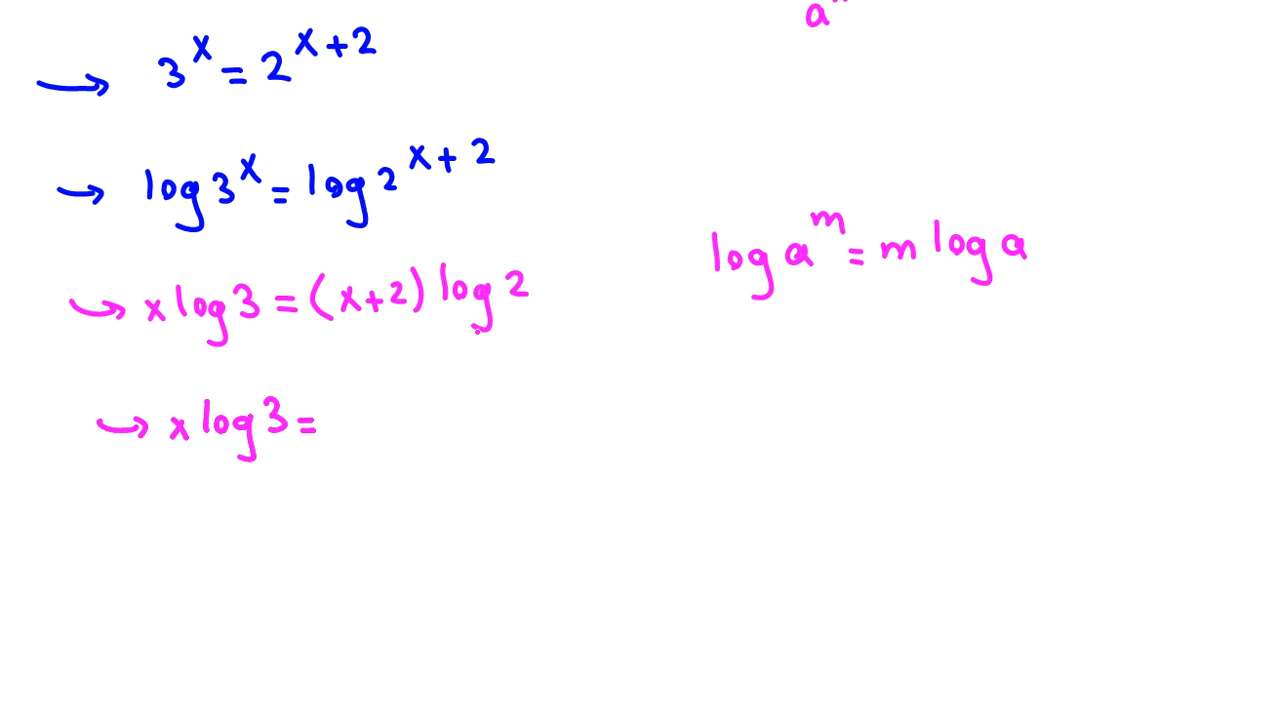 → 3^x = 2^(x+2)
→ log 3^x = log 2^(x+2)
→ x log 3 = (x+2) log 2
→ x log 3 =
log a^m = m log a